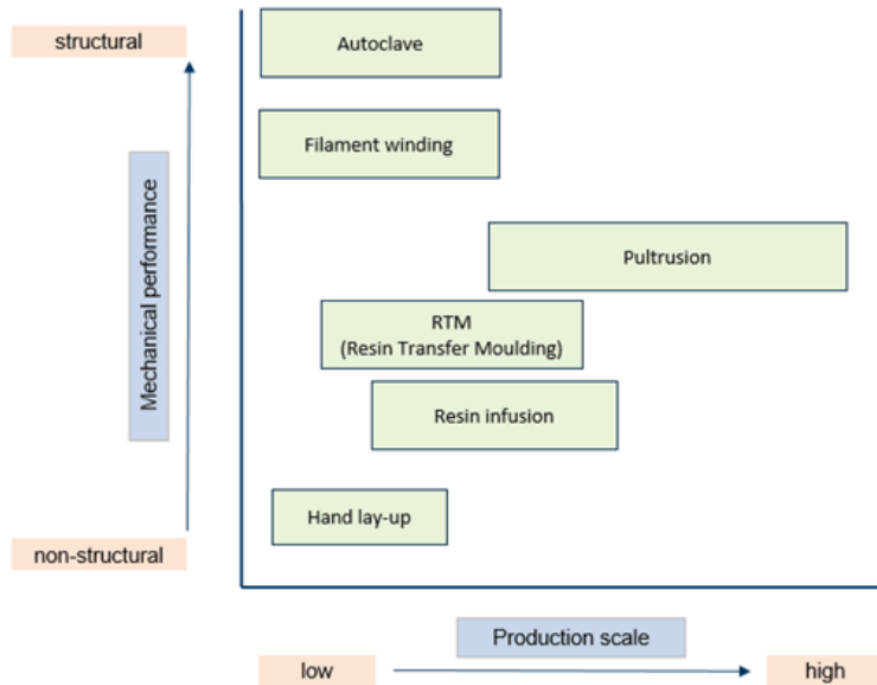 structural
Autoclave
Filament winding
Mechanical performance
Pultrusion
RTM
(Resin Transfer Moulding)
Resin infusion
Hand lay-up
non-structural
Production scale
low
high